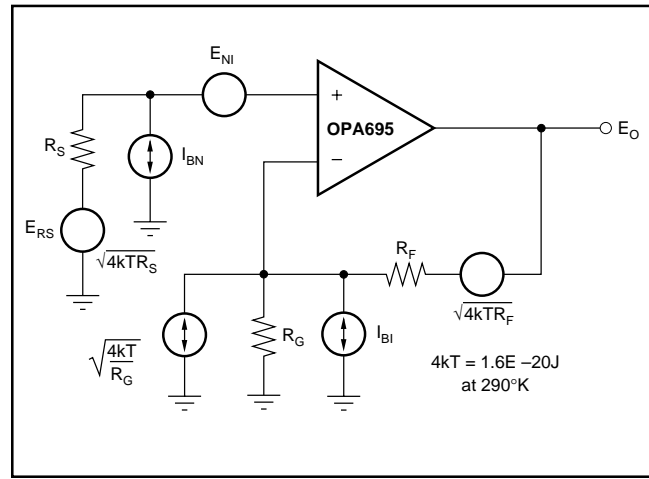 E_NI
+
OPA695
−
E_O
R_S
I_BN
E_RS
√4kTR_S
R_F
√4kTR_F
√4kT/R_G
R_G
I_BI
4kT = 1.6E –20J
at 290°K